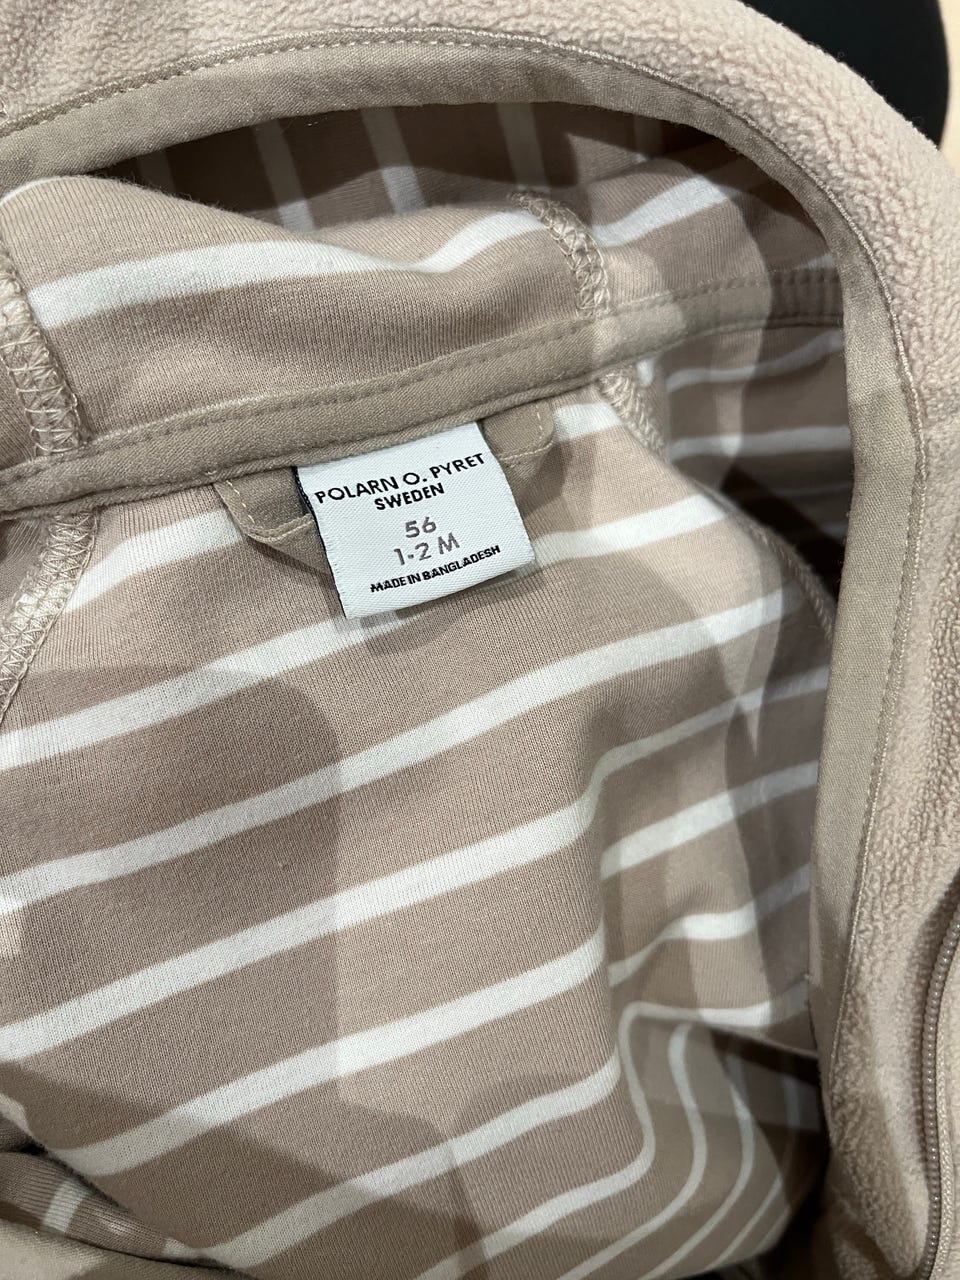 POLARN O. PYRET
SWEDEN
56
1-2 M
MADE IN BANGLADESH